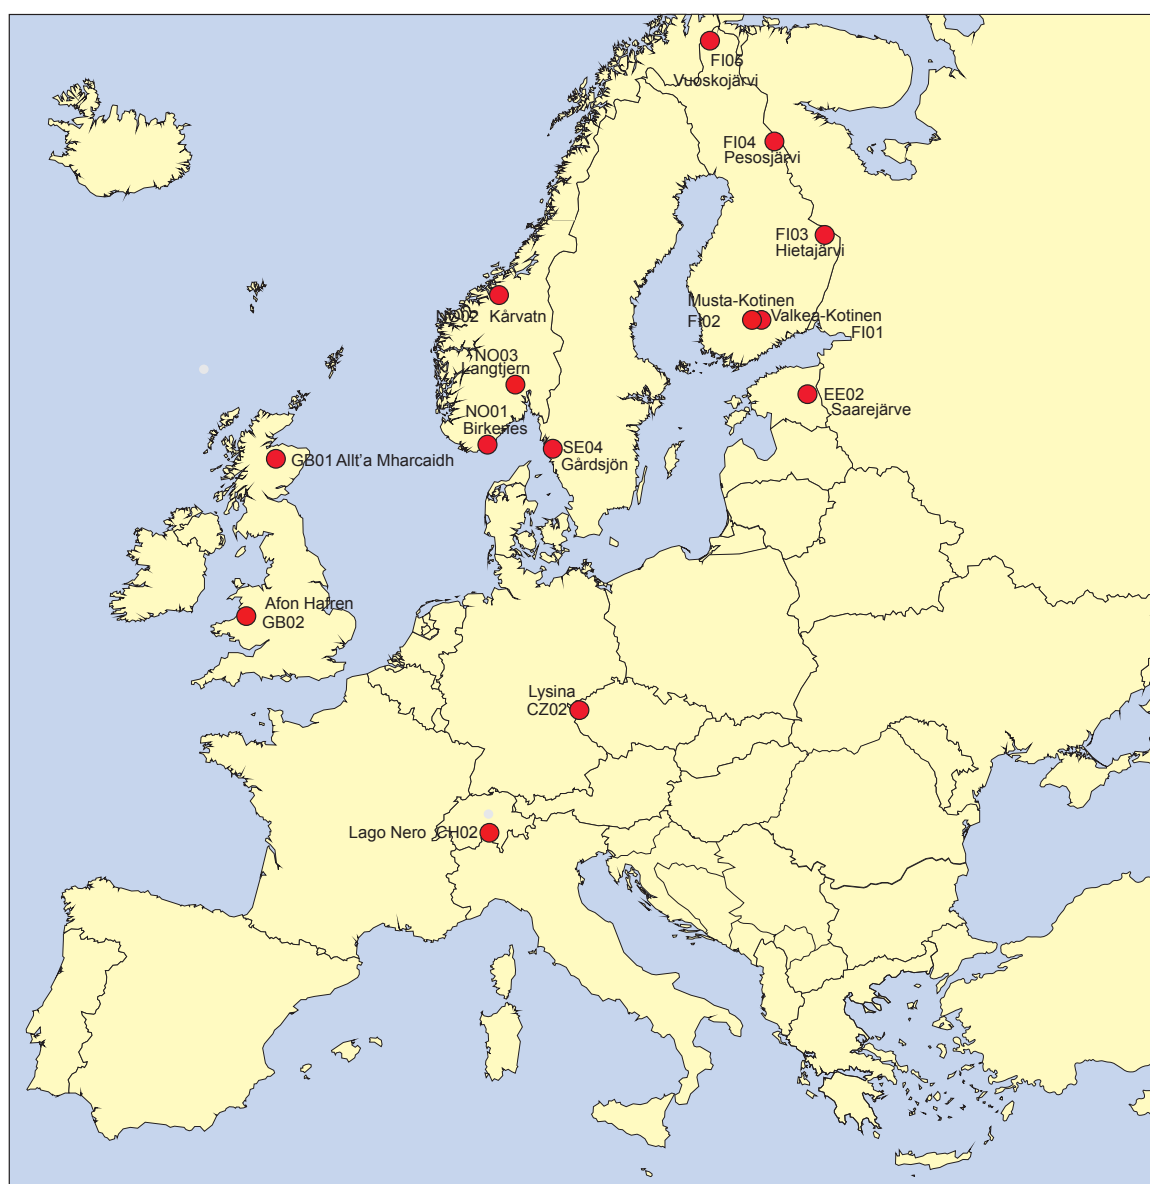 FI05
Vuoskojärvi
FI04
Pesosjärvi
FI03
Hietajärvi
Musta-Kotinen
FI02
Valkea-Kotinen
FI01
NO02 Kårvatn
NO03
Langtjern
NO01
Birkenes
EE02
Saarejärve
SE04
Gårdsjön
GB01 Allt'a Mharcaidh
Afon Hafren
GB02
Lysina
CZ02
Lago Nero CH02